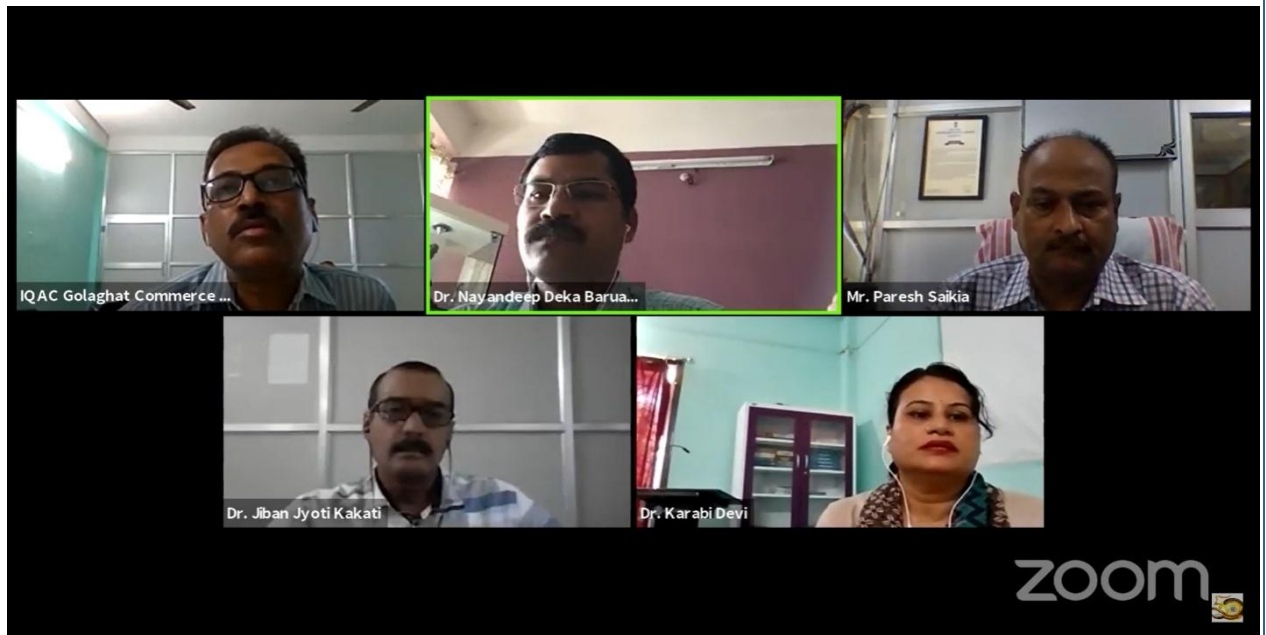 IQAC Golaghat Commerce ...
Dr. Nayandeep Deka Barua...
Mr. Paresh Saikia
Dr. Jiban Jyoti Kakati
Dr. Karabi Devi
zoom